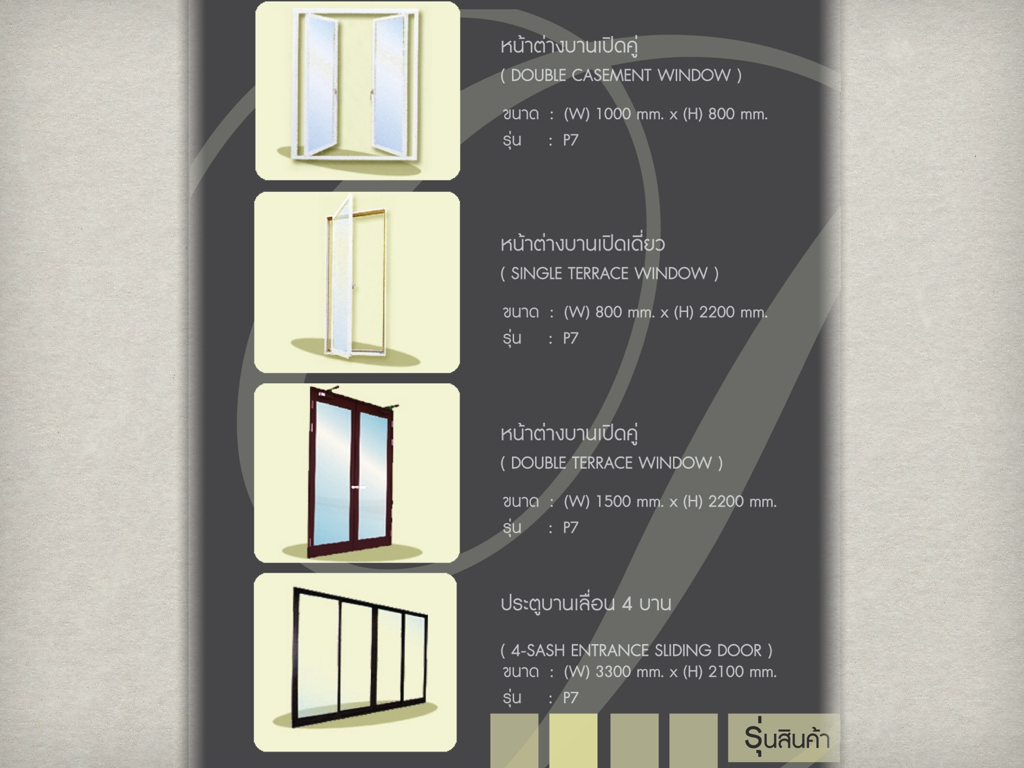 หน้าต่างบานเปิดคู่
( DOUBLE CASEMENT WINDOW )
ขนาด : (W) 1000 mm. x (H) 800 mm.
รุ่น : P7
หน้าต่างบานเปิดเดี่ยว
( SINGLE TERRACE WINDOW )
ขนาด : (W) 800 mm. x (H) 2200 mm.
รุ่น : P7
หน้าต่างบานเปิดคู่
( DOUBLE TERRACE WINDOW )
ขนาด : (W) 1500 mm. x (H) 2200 mm.
รุ่น : P7
ประตูบานเลื่อน 4 บาน
( 4-SASH ENTRANCE SLIDING DOOR )
ขนาด : (W) 3300 mm. x (H) 2100 mm.
รุ่น : P7
รุ่นสินค้า